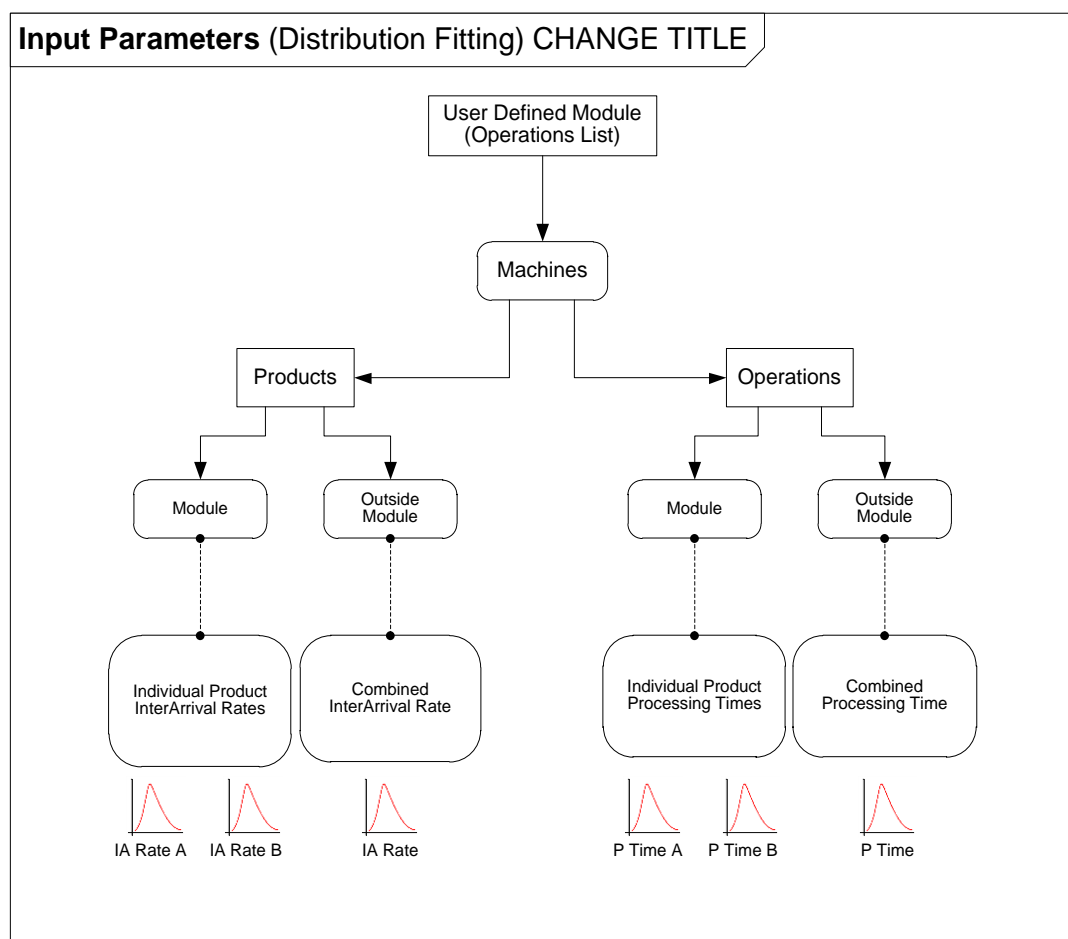 Input Parameters (Distribution Fitting) CHANGE TITLE
User Defined Module
(Operations List)
Machines
Products
Operations
Module
Outside
Module
Module
Outside
Module
Individual Product
InterArrival Rates
Combined
InterArrival Rate
Individual Product
Processing Times
Combined
Processing Time
IA Rate A
IA Rate B
IA Rate
P Time A
P Time B
P Time